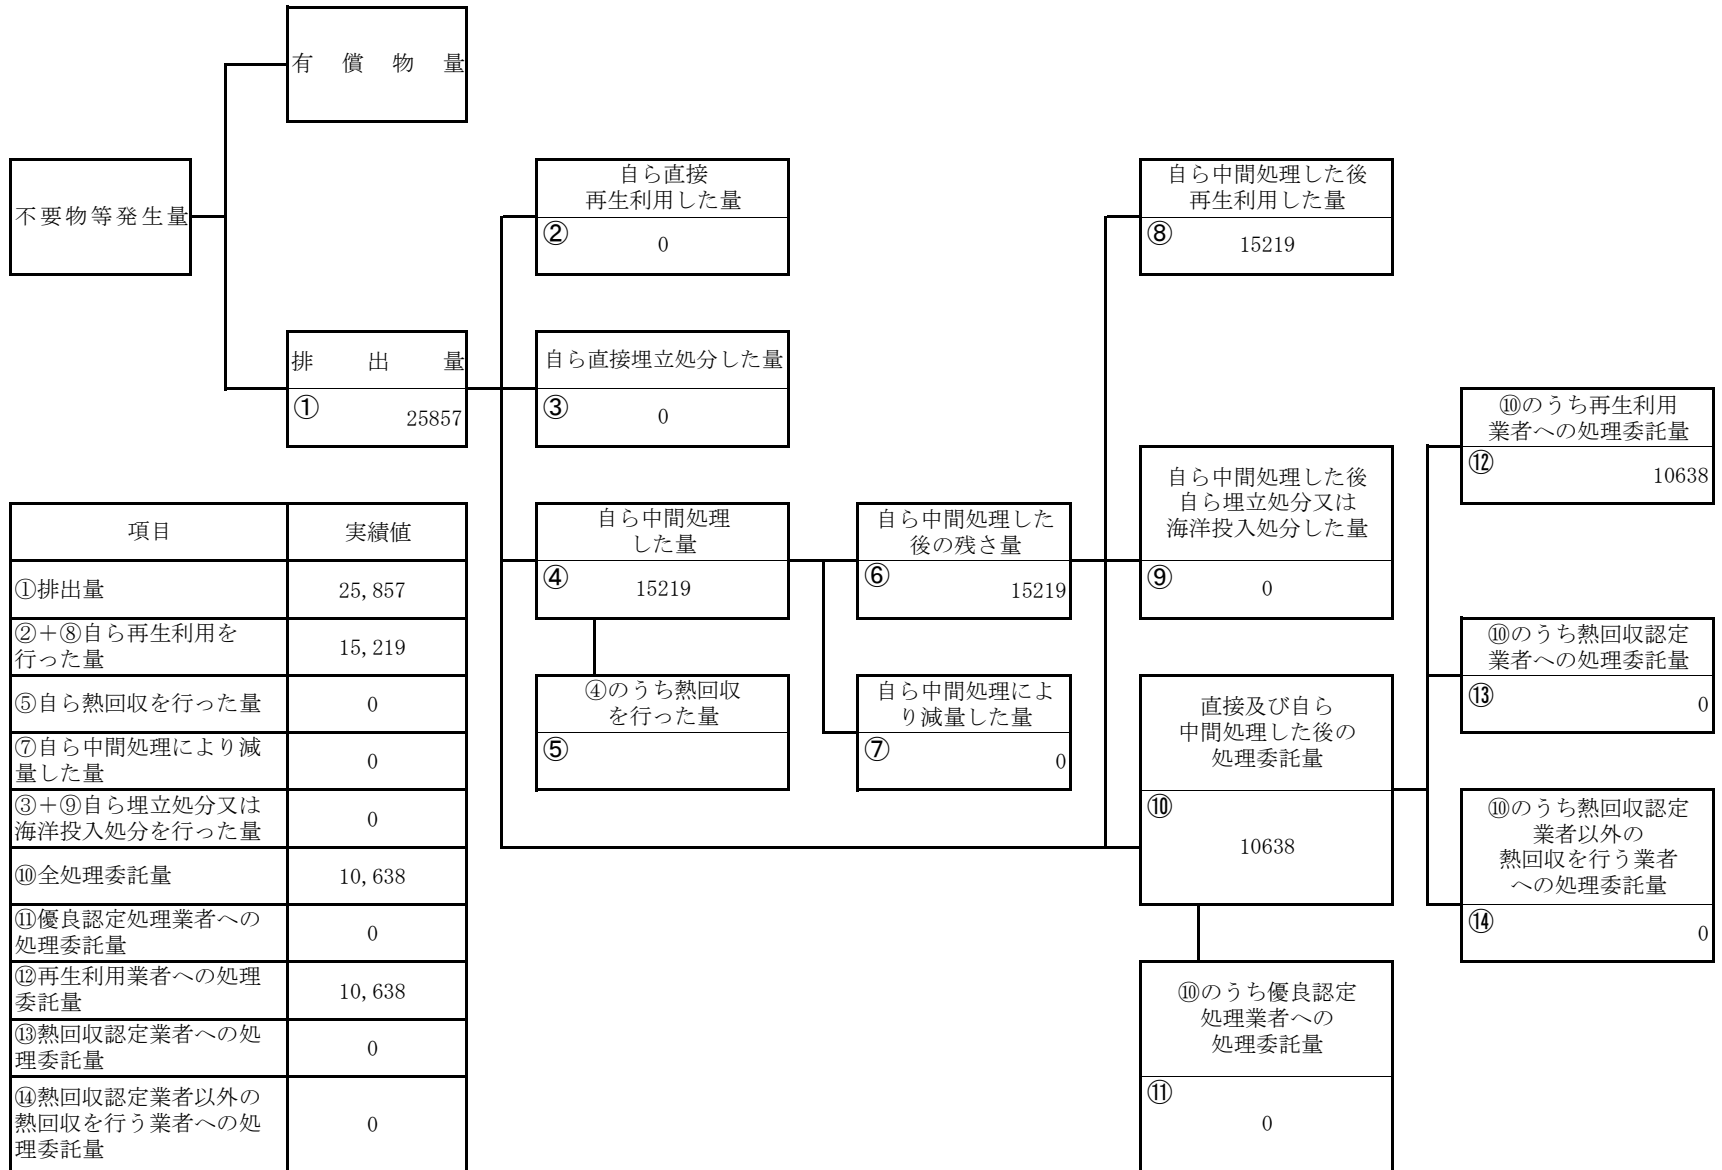 有償物量
不要物等発生量
自ら直接
再生利用した量
②
0
自ら中間処理した後
再生利用した量
⑧
15219
排出量
①
25857
自ら直接埋立処分した量
③
0
⑩のうち再生利用
業者への処理委託量
⑫
10638
自ら中間処理
した量
④
15219
自ら中間処理した
後の残さ量
⑥
15219
自ら中間処理した後
自ら埋立処分又は
海洋投入処分した量
⑨
0
⑩のうち熱回収認定
業者への処理委託量
⑬
0
④のうち熱回収
を行った量
⑤
自ら中間処理によ
り減量した量
⑦
0
直接及び自ら
中間処理した後の
処理委託量
⑩
10638
⑩のうち熱回収認定
業者以外の
熱回収を行う業者
への処理委託量
⑭
0
⑩のうち優良認定
処理業者への
処理委託量
⑪
0
項目
実績値
①排出量
25,857
②＋⑧自ら再生利用を
行った量
15,219
⑤自ら熱回収を行った量
0
⑦自ら中間処理により減
量した量
0
③＋⑨自ら埋立処分又は
海洋投入処分を行った量
0
⑩全処理委託量
10,638
⑪優良認定処理業者への
処理委託量
0
⑫再生利用業者への処理
委託量
10,638
⑬熱回収認定業者への処
理委託量
0
⑭熱回収認定業者以外の
熱回収を行う業者への処
理委託量
0